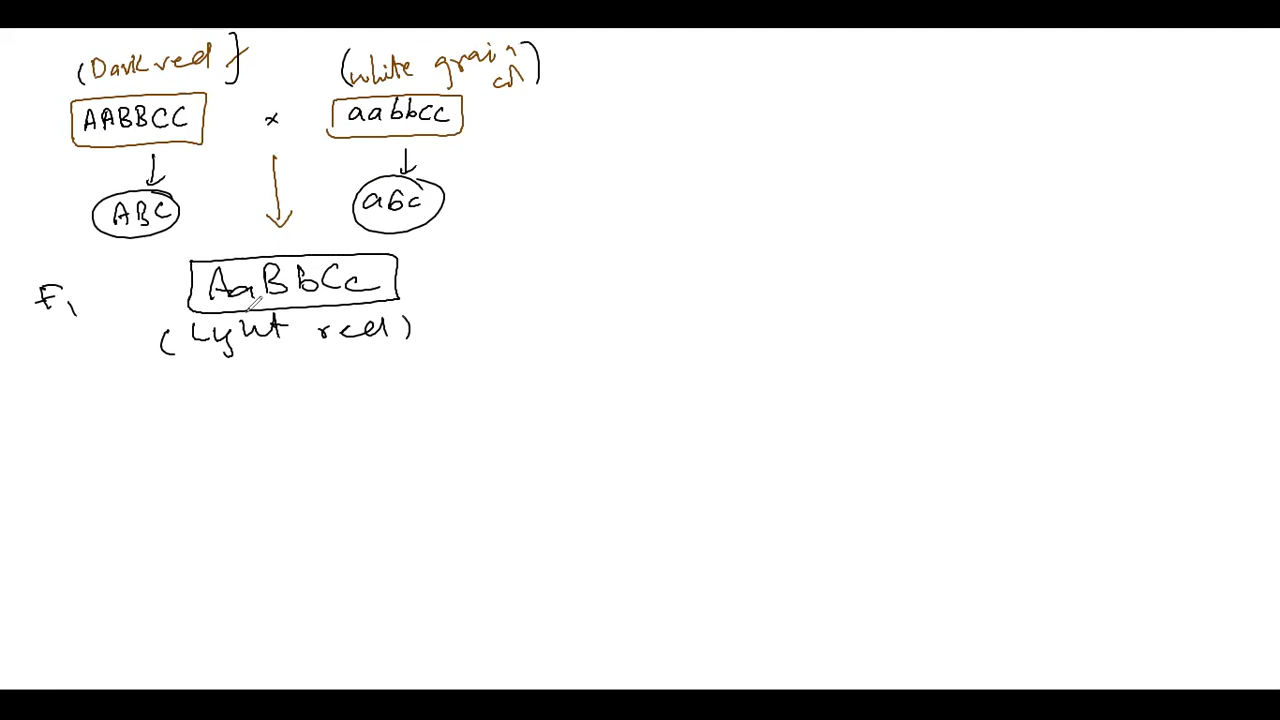 (Dark red } (white grain
AABBCC × aabbcc
ABC abc
F1 AaBbCc
(Light red)